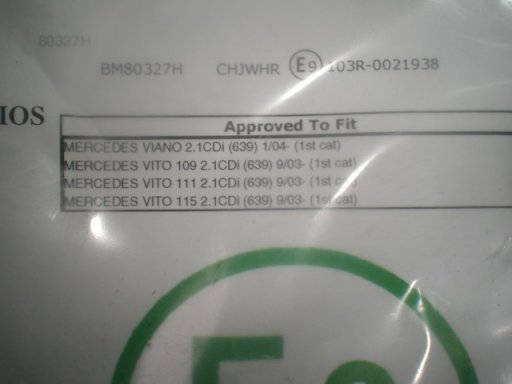 80327H
BM80327H CHJWHR E9 103R-0021938
IOS
Approved To Fit
MERCEDES VIANO 2.1CDi (639) 1/04- (1st cat)
MERCEDES VITO 109 2.1CDi (639) 9/03- (1st cat)
MERCEDES VITO 111 2.1CDi (639) 9/03- (1st cat)
MERCEDES VITO 115 2.1CDi (639) 9/03- (1st cat)